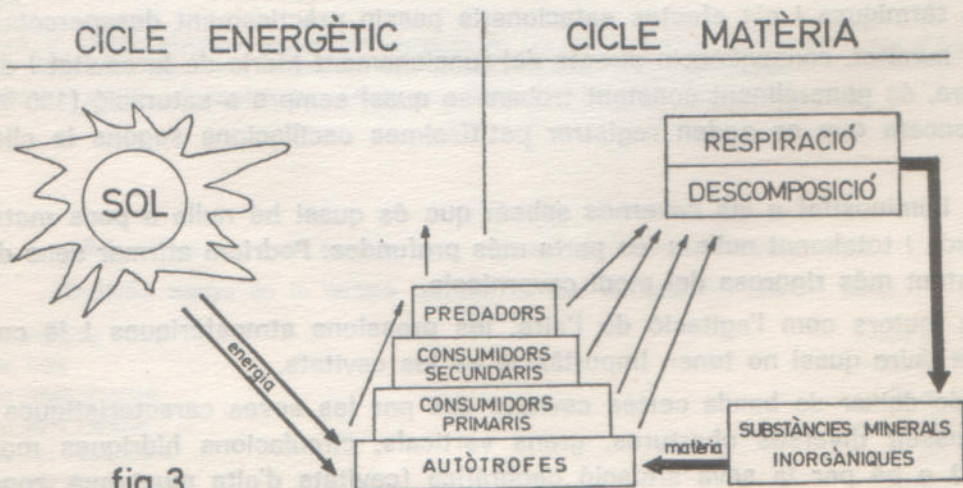 CICLE ENERGÈTIC
CICLE MATÈRIA
SOL
energia
RESPIRACIÓ
DESCOMPOSICIÓ
PREDADORS
CONSUMIDORS
SECUNDARIS
CONSUMIDORS
PRIMARIS
AUTÒTROFES
matèria
SUBSTÀNCIES MINERALS
INORGÀNIQUES
fig.3